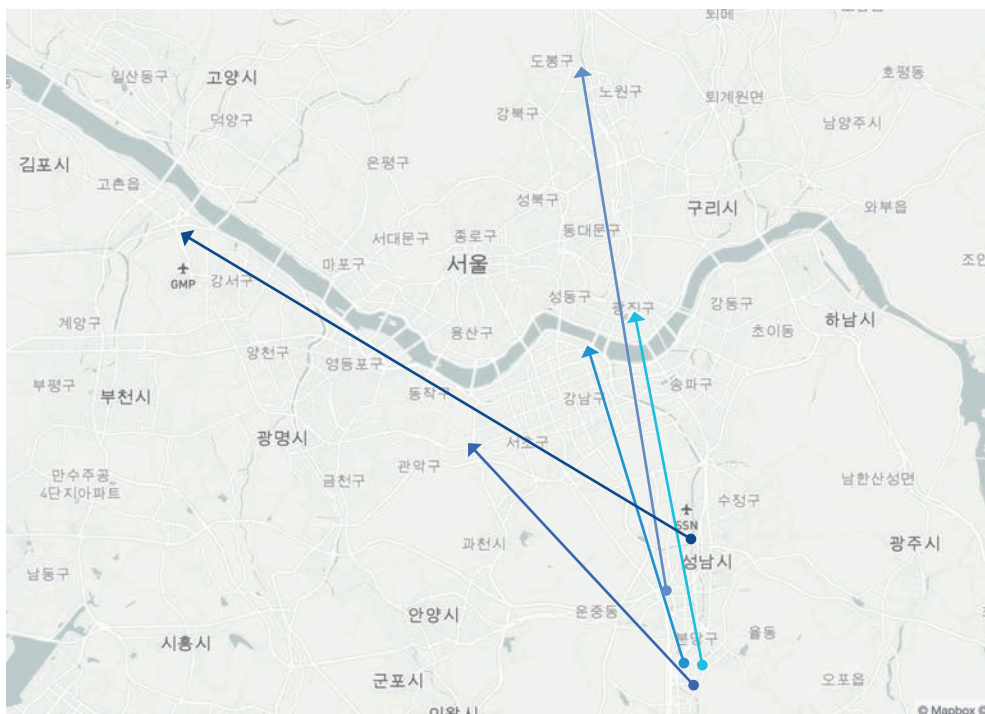 퇴메
도봉구
일산동구
고양시
노원구
호평동
퇴계원면
강북구
덕양구
남양주시
김포시
은평구
고촌읍
성북구
구리시
와부읍
서대문구
종로구
동대문구
마포구
서울
조인
GMP
강서구
성동구
광진구
강동구
하남시
계양구
용산구
초이동
양천구
영등포구
송파구
부평구
부천시
동작구
강남구
광명시
서초구
관악구
만수주공
4단지아파트
금천구
남한산성면
수정구
SSN
과천시
광주시
성남시
남동구
안양시
운중동
분당구
율동
시흥시
군포시
오포읍
의왕시
© Mapbox ©